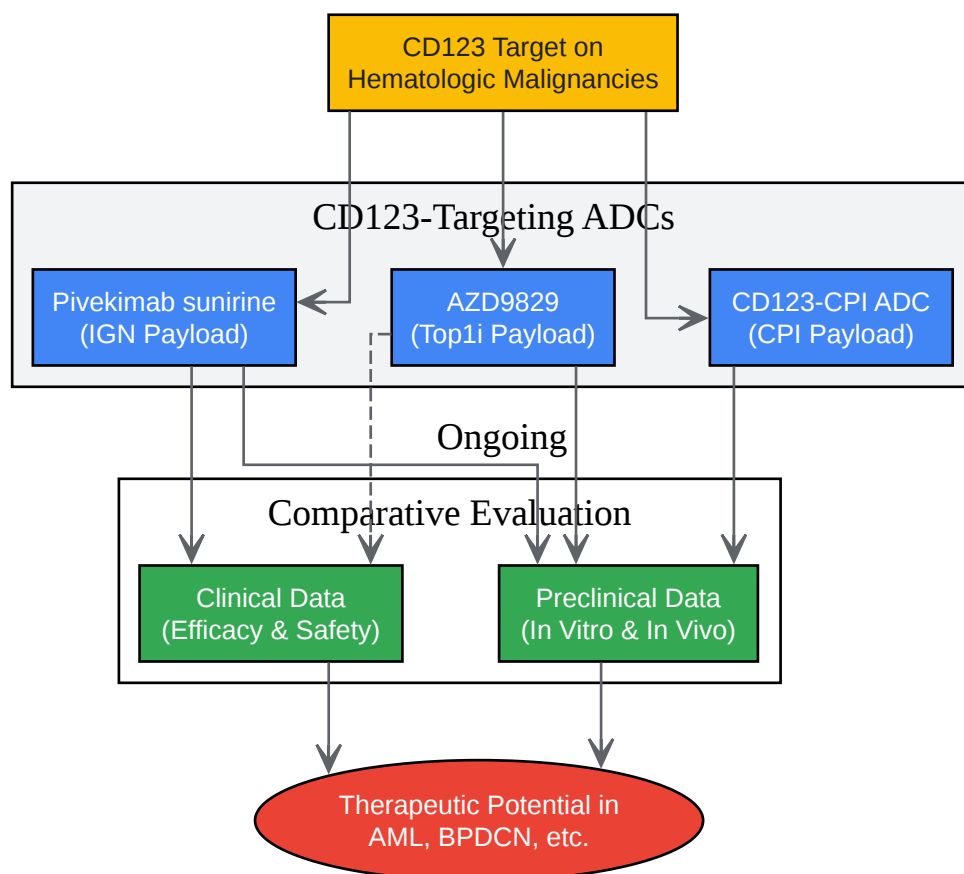 CD123 Target on
Hematologic Malignancies
CD123-Targeting ADCs
Pivekimab sunirine
(IGN Payload)
AZD9829
(Top1i Payload)
CD123-CPI ADC
(CPI Payload)
Ongoing
Comparative Evaluation
Clinical Data
(Efficacy & Safety)
Preclinical Data
(In Vitro & In Vivo)
Therapeutic Potential in
AML, BPDCN, etc.